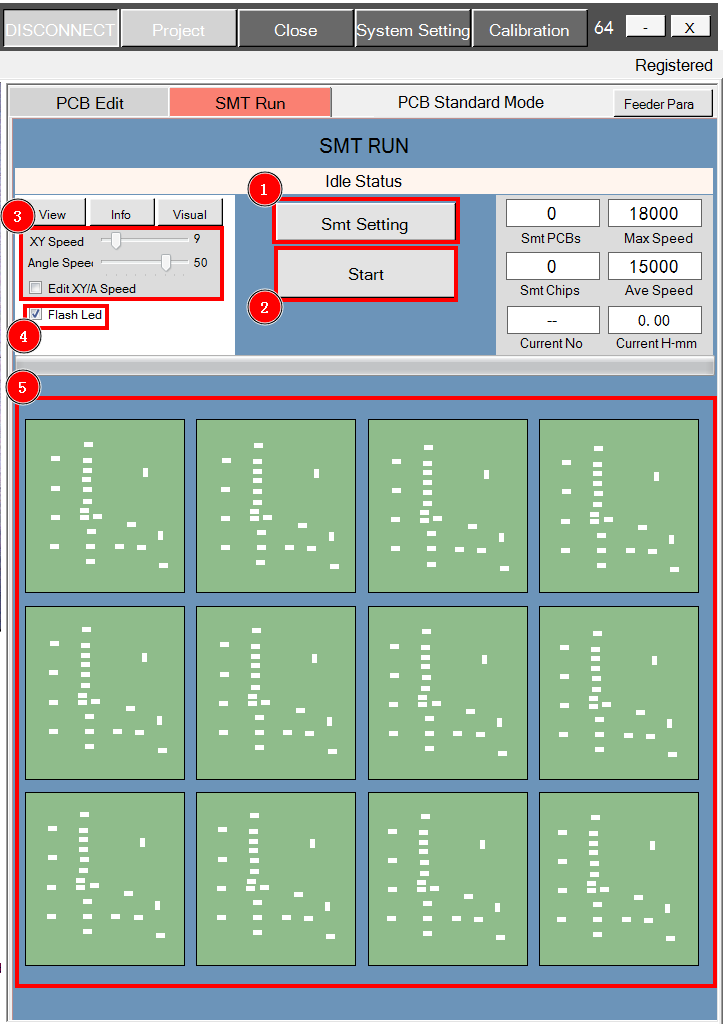 DISCONNECT Project Close System Setting Calibration 64 - X
Registered
PCB Edit SMT Run PCB Standard Mode Feeder Para
SMT RUN
Idle Status
1
3 View Info Visual Smt Setting 0 18000
XY Speed 9 Smt PCBs Max Speed
Angle Speed 50 Start 0 15000
Edit XY/A Speed Smt Chips Ave Speed
2
Flash Led -- 0.00
4 Current No Current H-mm
5